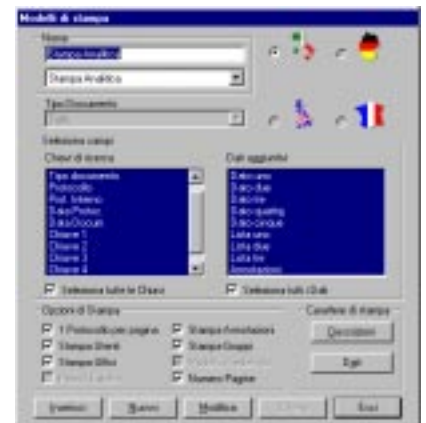 Modelli di stampa
Nome
Stampa Analitica
Stampa Analitica
Tipo Documento
Tutti
Seleziona campi
Chiavi di ricerca
Dati aggiuntivi
Tipo documento
Protocollo
Prot. Interno
Data Protoc.
Data Docum
Chiave 1
Chiave 2
Chiave 3
Chiave 4
Dato uno
Dato due
Dato tre
Dato quattro
Dato cinque
Lista uno
Lista due
Lista tre
Annotazioni
Seleziona tutte le Chiavi
Seleziona tutti i Dati
Opzioni di Stampa
Carattere di stampa
1 Protocollo per pagina
Stampa Annotazioni
Descrizioni
Stampa Utenti
Stampa Gruppi
Stampa Uffici
Dati
Numero Pagine
Inserisci
Nuovo
Modifica
Esci